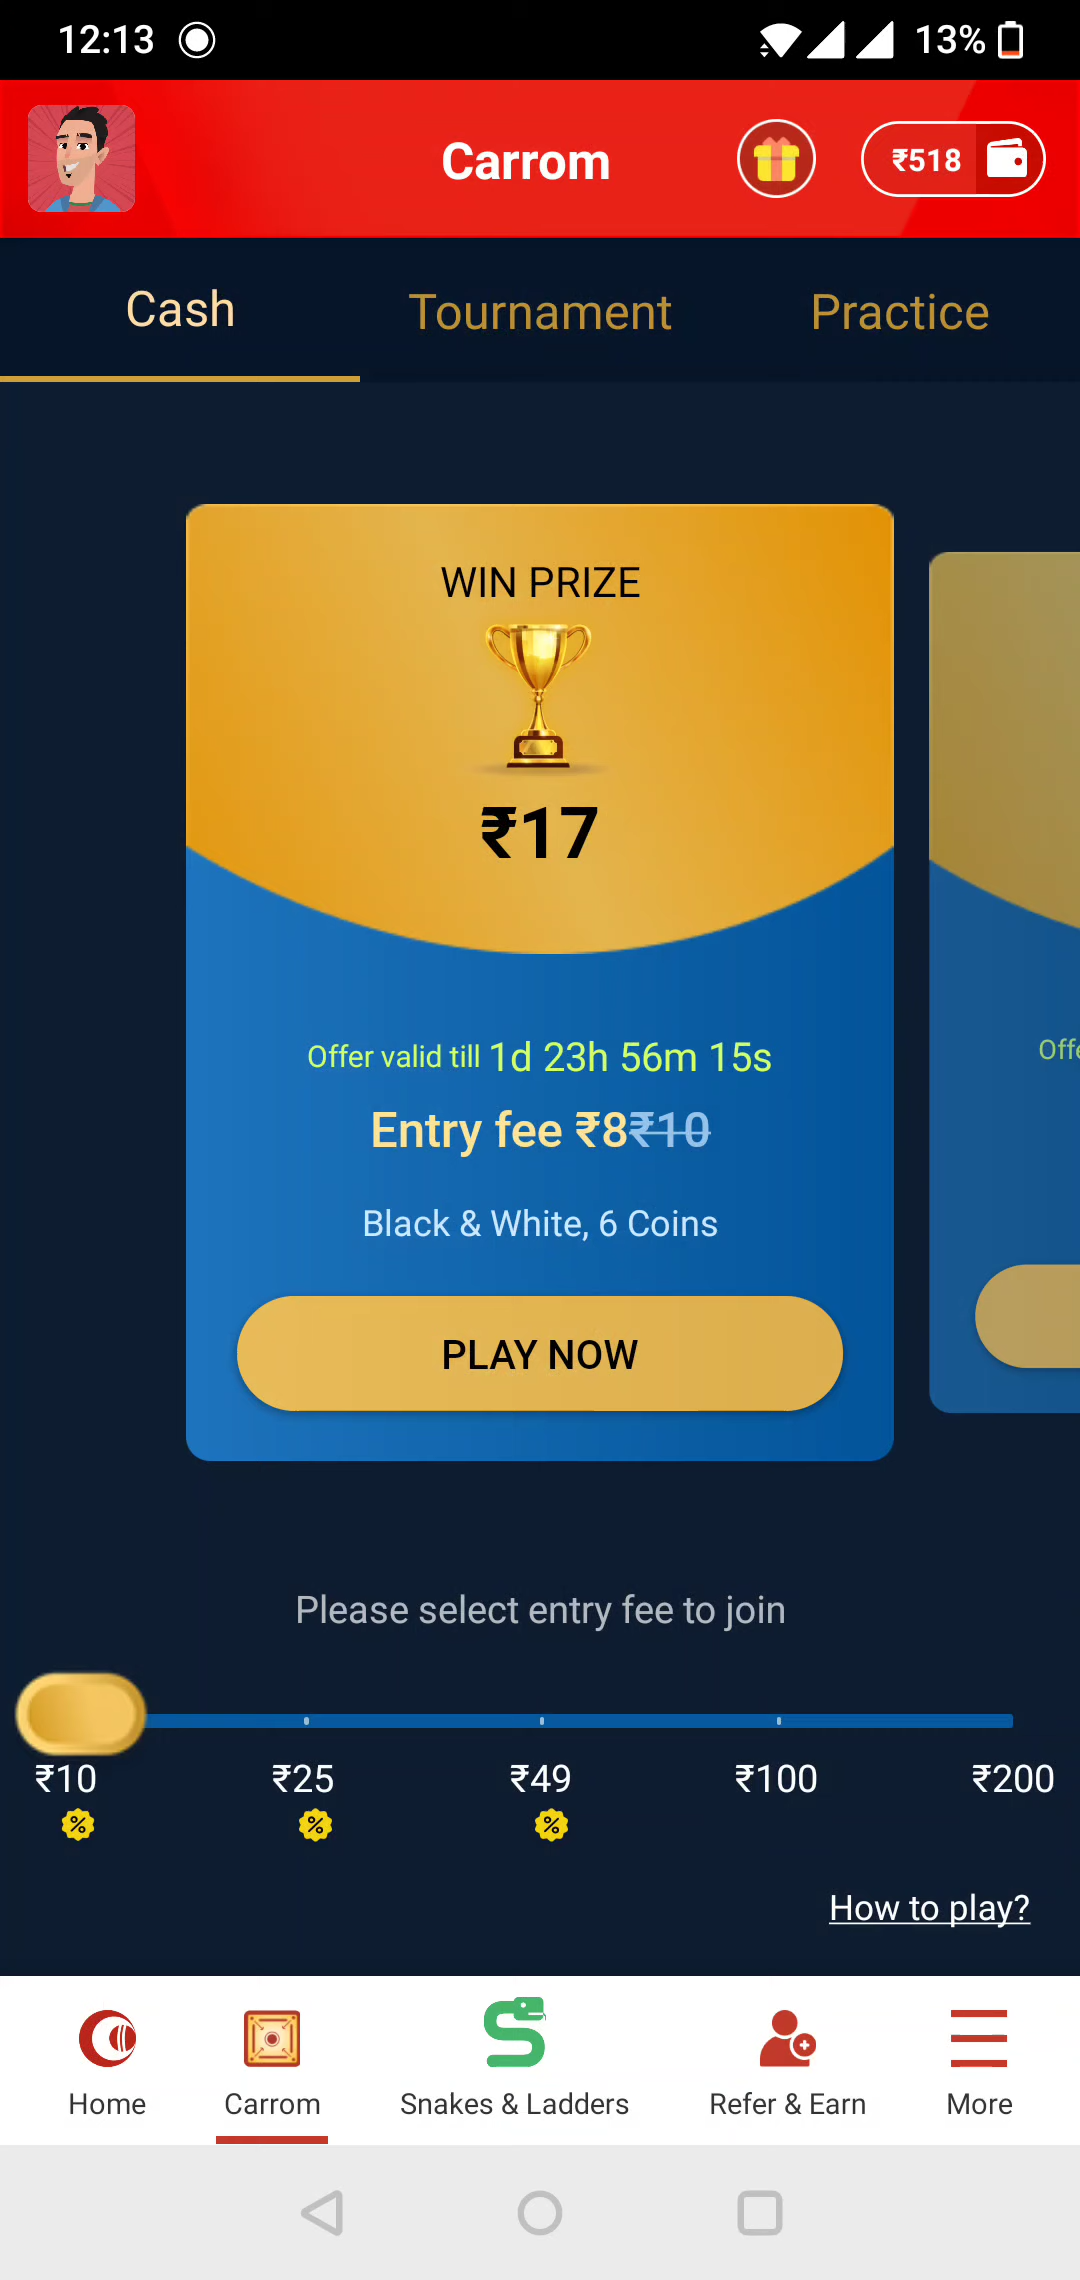 12:13
13%
Carrom
₹518
Cash
Tournament
Practice
WIN PRIZE
₹17
Offer valid till 1d 23h 56m 15s
Offe
Entry fee ₹8₹10
Black & White, 6 Coins
PLAY NOW
Please select entry fee to join
₹10
₹25
₹49
₹100
₹200
%
%
%
How to play?
Home
Carrom
Snakes & Ladders
Refer & Earn
More